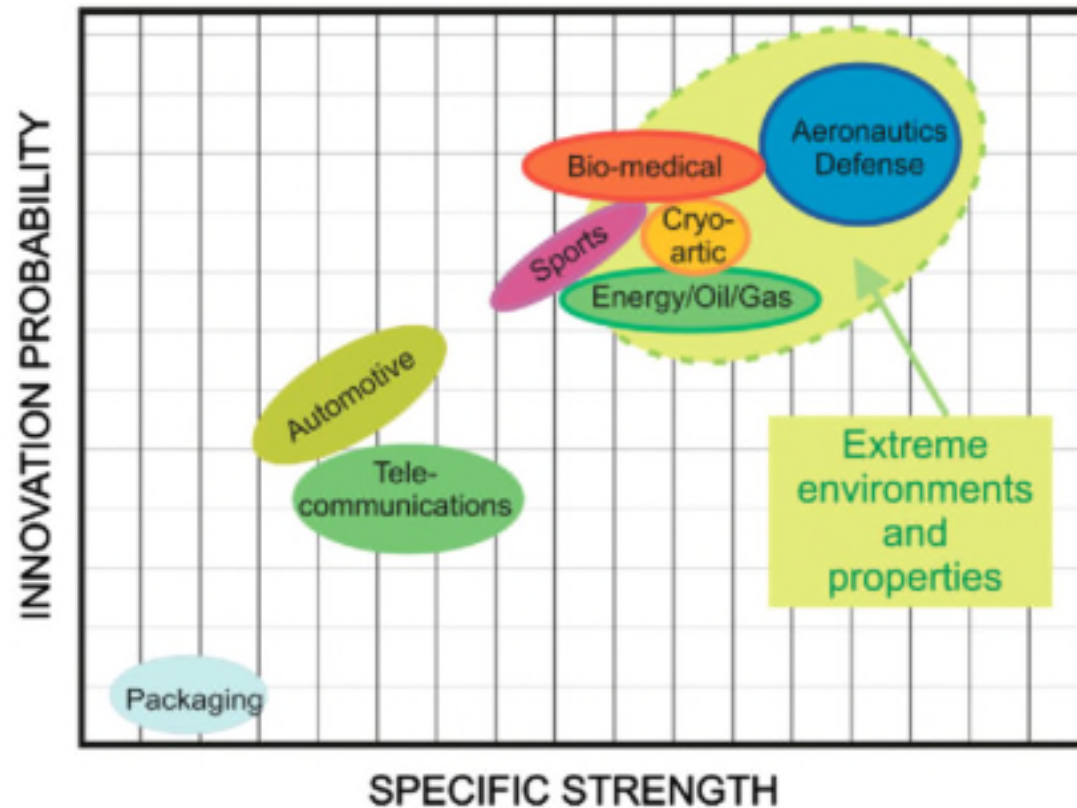 INNOVATION PROBABILITY
Aeronautics
Defense
Bio-medical
Cryo-
artic
Sports
Energy/Oil/Gas
Automotive
Tele-
communications
Extreme
environments
and
properties
Packaging
SPECIFIC STRENGTH